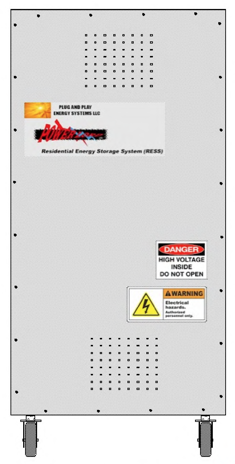 PLUG AND PLAY
ENERGY SYSTEMS LLC
POWER
Residential Energy Storage System (RESS)
DANGER
HIGH VOLTAGE
INSIDE
DO NOT OPEN
WARNING
Electrical
hazards.
Authorized
personnel only.